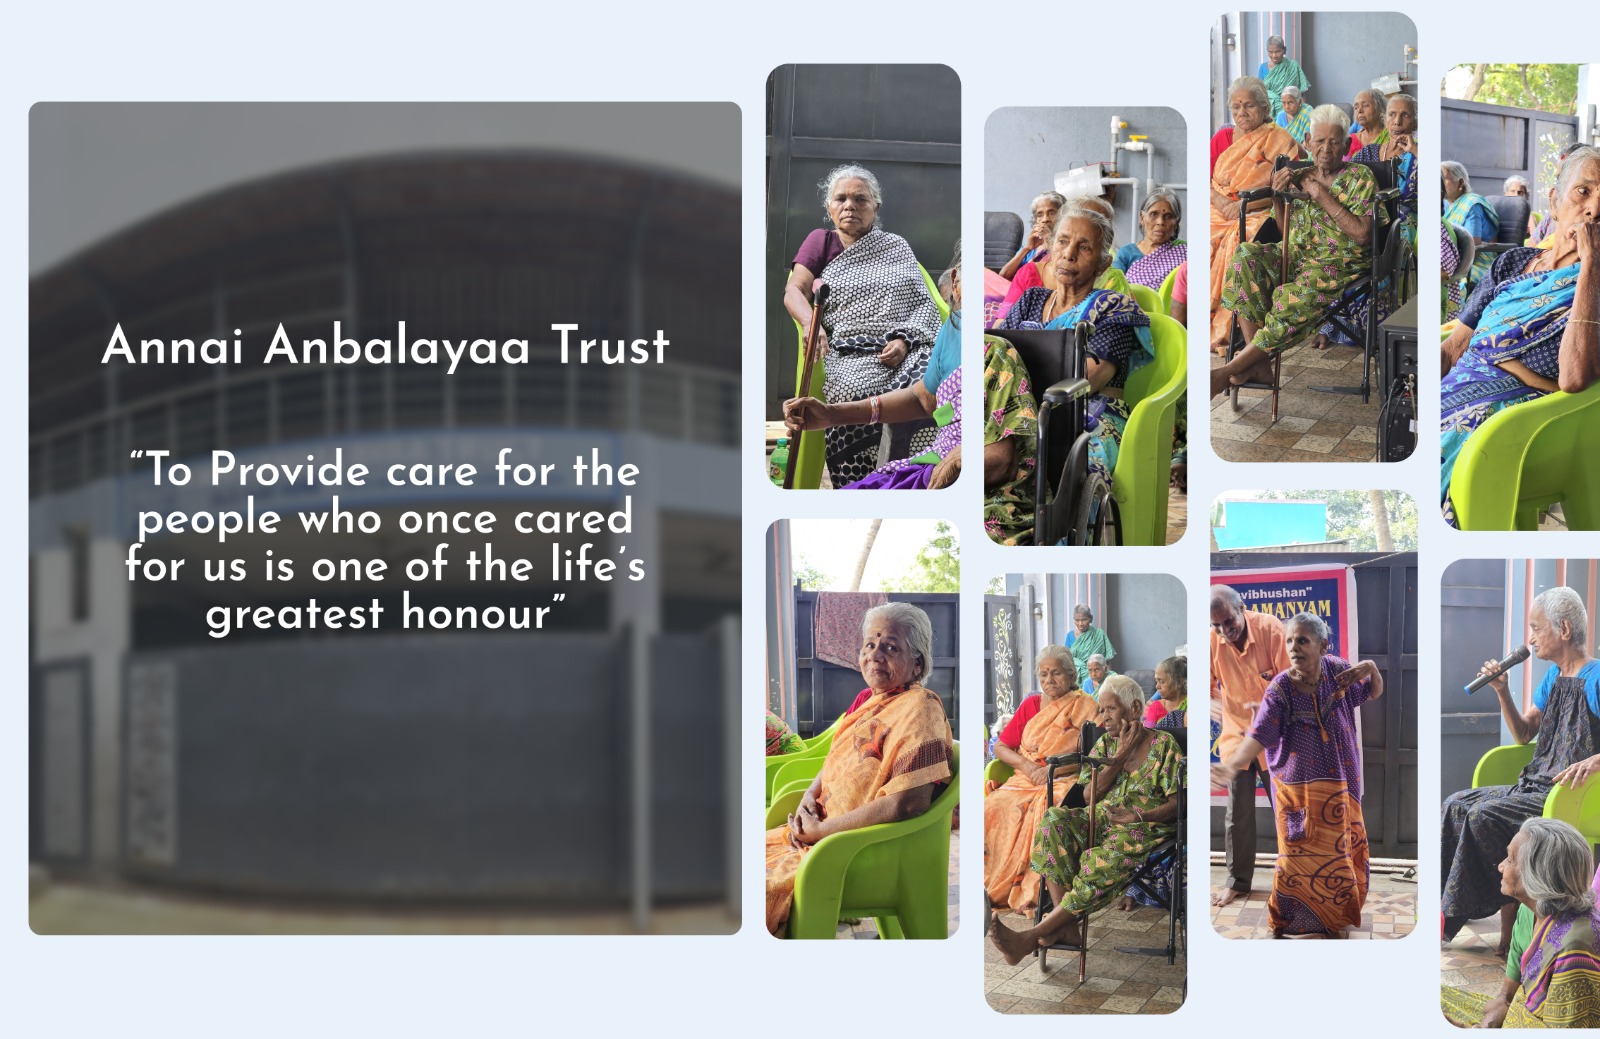 Annai Anbalayaa Trust
“To Provide care for the
people who once cared
for us is one of the life’s
greatest honour”
vibhushan"
AMANYAM